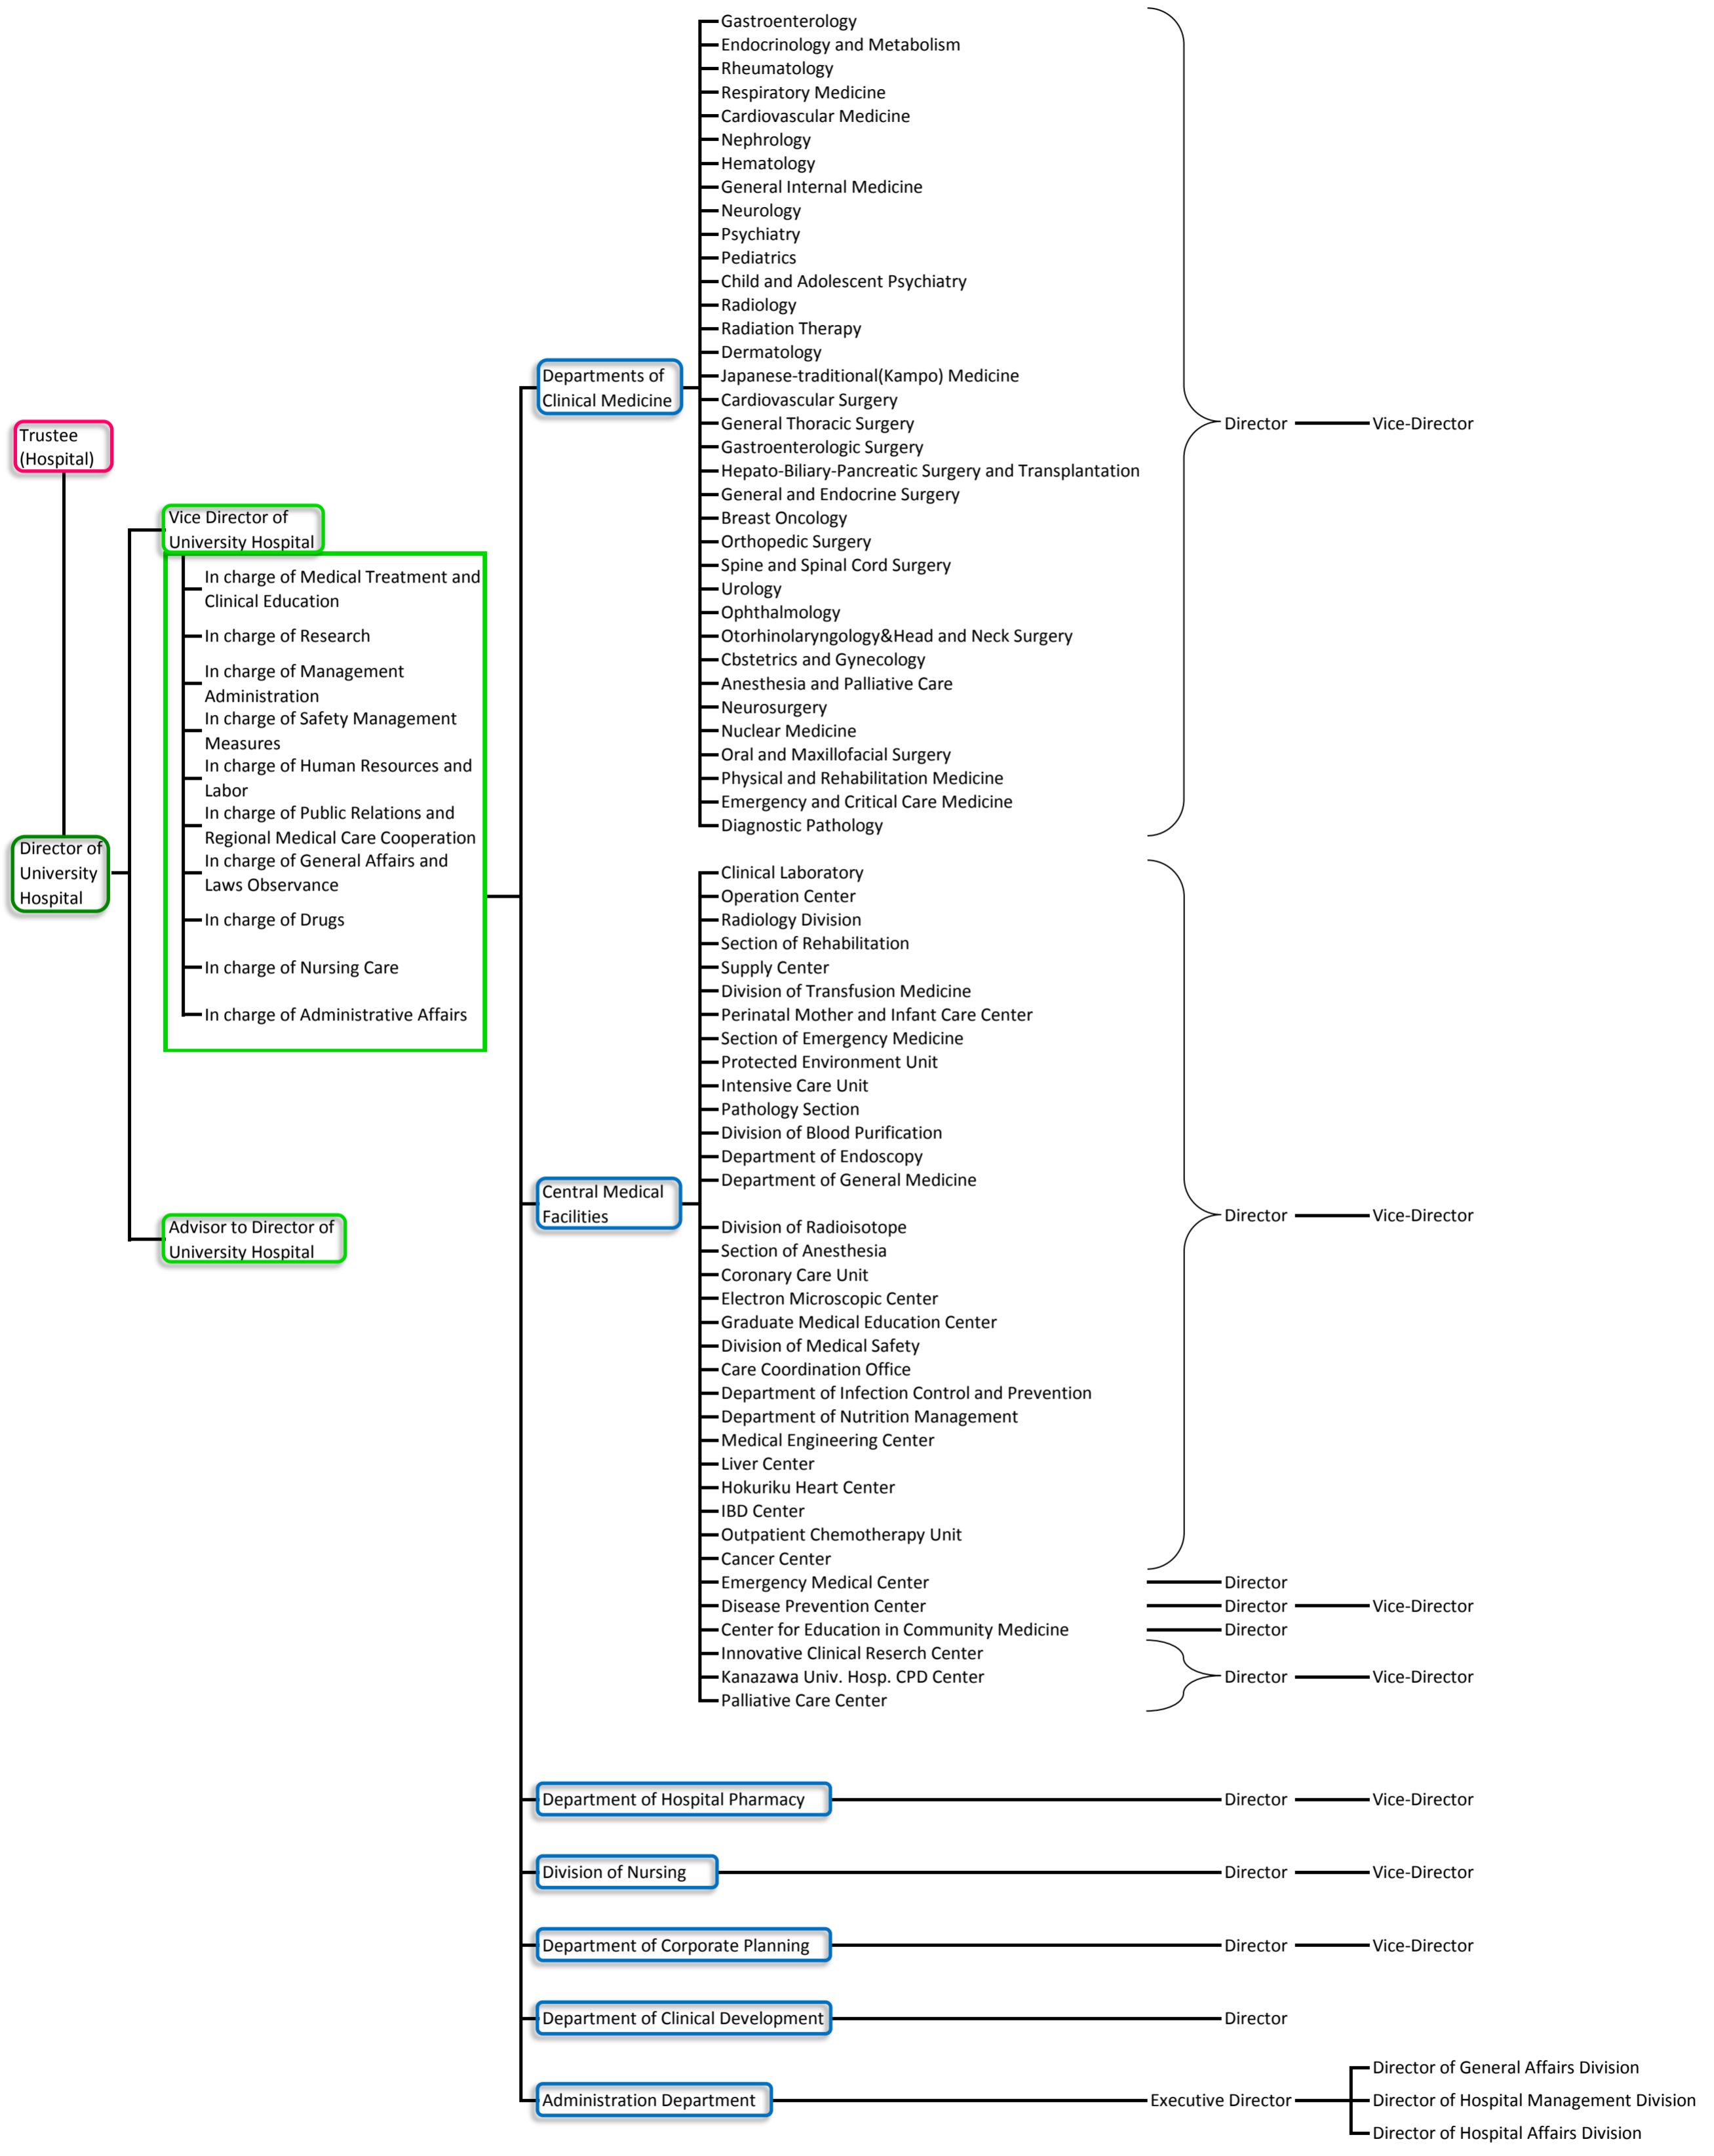 Trustee
(Hospital)
Director of
University
Hospital
Vice Director of
University Hospital
In charge of Medical Treatment and
Clinical Education
In charge of Research
In charge of Management
Administration
In charge of Safety Management
Measures
In charge of Human Resources and
Labor
In charge of Public Relations and
Regional Medical Care Cooperation
In charge of General Affairs and
Laws Observance
In charge of Drugs
In charge of Nursing Care
In charge of Administrative Affairs
Advisor to Director of
University Hospital
Departments of
Clinical Medicine
Gastroenterology
Endocrinology and Metabolism
Rheumatology
Respiratory Medicine
Cardiovascular Medicine
Nephrology
Hematology
General Internal Medicine
Neurology
Psychiatry
Pediatrics
Child and Adolescent Psychiatry
Radiology
Radiation Therapy
Dermatology
Japanese-traditional(Kampo) Medicine
Cardiovascular Surgery
General Thoracic Surgery
Gastroenterologic Surgery
Hepato-Biliary-Pancreatic Surgery and Transplantation
General and Endocrine Surgery
Breast Oncology
Orthopedic Surgery
Spine and Spinal Cord Surgery
Urology
Ophthalmology
Otorhinolaryngology&Head and Neck Surgery
Cbstetrics and Gynecology
Anesthesia and Palliative Care
Neurosurgery
Nuclear Medicine
Oral and Maxillofacial Surgery
Physical and Rehabilitation Medicine
Emergency and Critical Care Medicine
Diagnostic Pathology
Director
Vice-Director
Central Medical
Facilities
Clinical Laboratory
Operation Center
Radiology Division
Section of Rehabilitation
Supply Center
Division of Transfusion Medicine
Perinatal Mother and Infant Care Center
Section of Emergency Medicine
Protected Environment Unit
Intensive Care Unit
Pathology Section
Division of Blood Purification
Department of Endoscopy
Department of General Medicine
Division of Radioisotope
Section of Anesthesia
Coronary Care Unit
Electron Microscopic Center
Graduate Medical Education Center
Division of Medical Safety
Care Coordination Office
Department of Infection Control and Prevention
Department of Nutrition Management
Medical Engineering Center
Liver Center
Hokuriku Heart Center
IBD Center
Outpatient Chemotherapy Unit
Cancer Center
Director
Vice-Director
Emergency Medical Center
Director
Disease Prevention Center
Director
Vice-Director
Center for Education in Community Medicine
Director
Innovative Clinical Reserch Center
Kanazawa Univ. Hosp. CPD Center
Palliative Care Center
Director
Vice-Director
Department of Hospital Pharmacy
Director
Vice-Director
Division of Nursing
Director
Vice-Director
Department of Corporate Planning
Director
Vice-Director
Department of Clinical Development
Director
Administration Department
Executive Director
Director of General Affairs Division
Director of Hospital Management Division
Director of Hospital Affairs Division